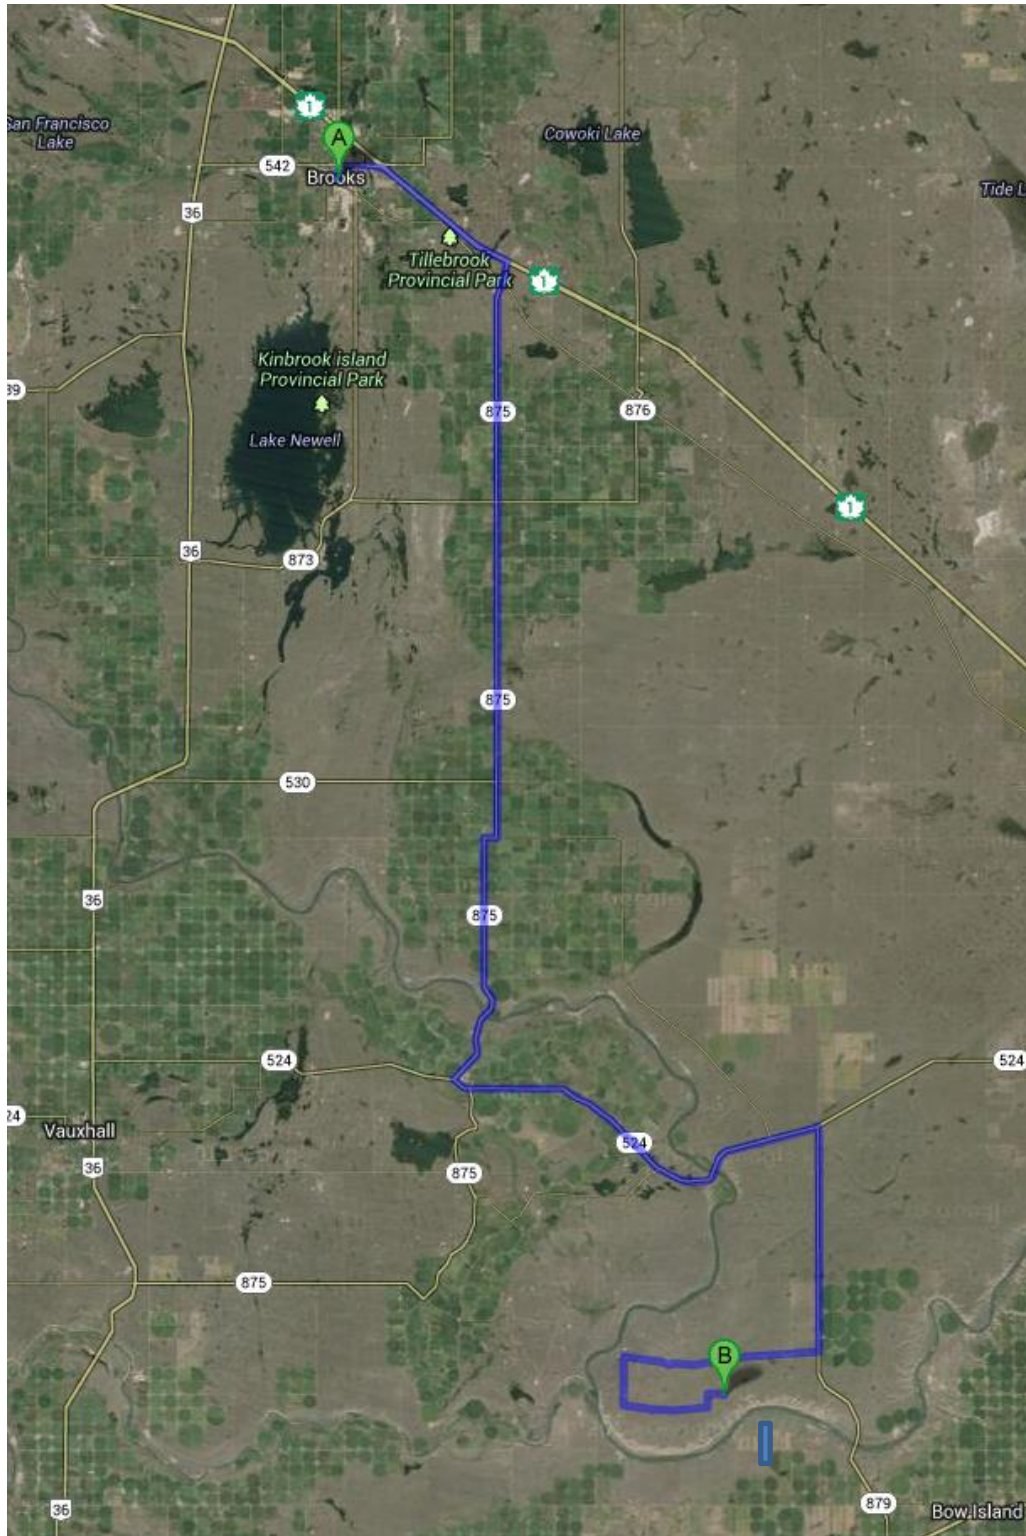 1
San Francisco
Lake
A
Cowoki Lake
542
Brooks
Tide L
36
Tillebrook
Provincial Park
1
Kinbrook island
Provincial Park
39
875
876
Lake Newell
1
36
873
875
530
36
875
524
524
24
Vauxhall
524
36
875
875
B
36
879
Bow Island